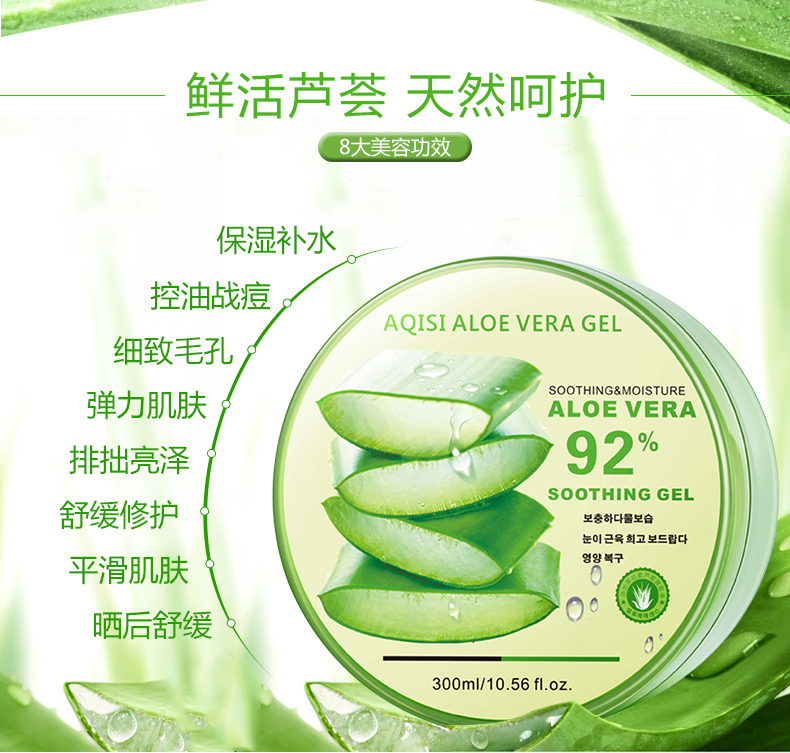 鲜活芦荟 天然呵护
8大美容功效
保湿补水
控油战痘
细致毛孔
弹力肌肤
排拙亮泽
舒缓修护
平滑肌肤
晒后舒缓
AQISI ALOE VERA GEL
SOOTHING&MOISTURE
ALOE VERA
92%
SOOTHING GEL
보충하다물보습
눈이 근육 희고 보드랍다
영양 복구
300ml/10.56 fl.oz.